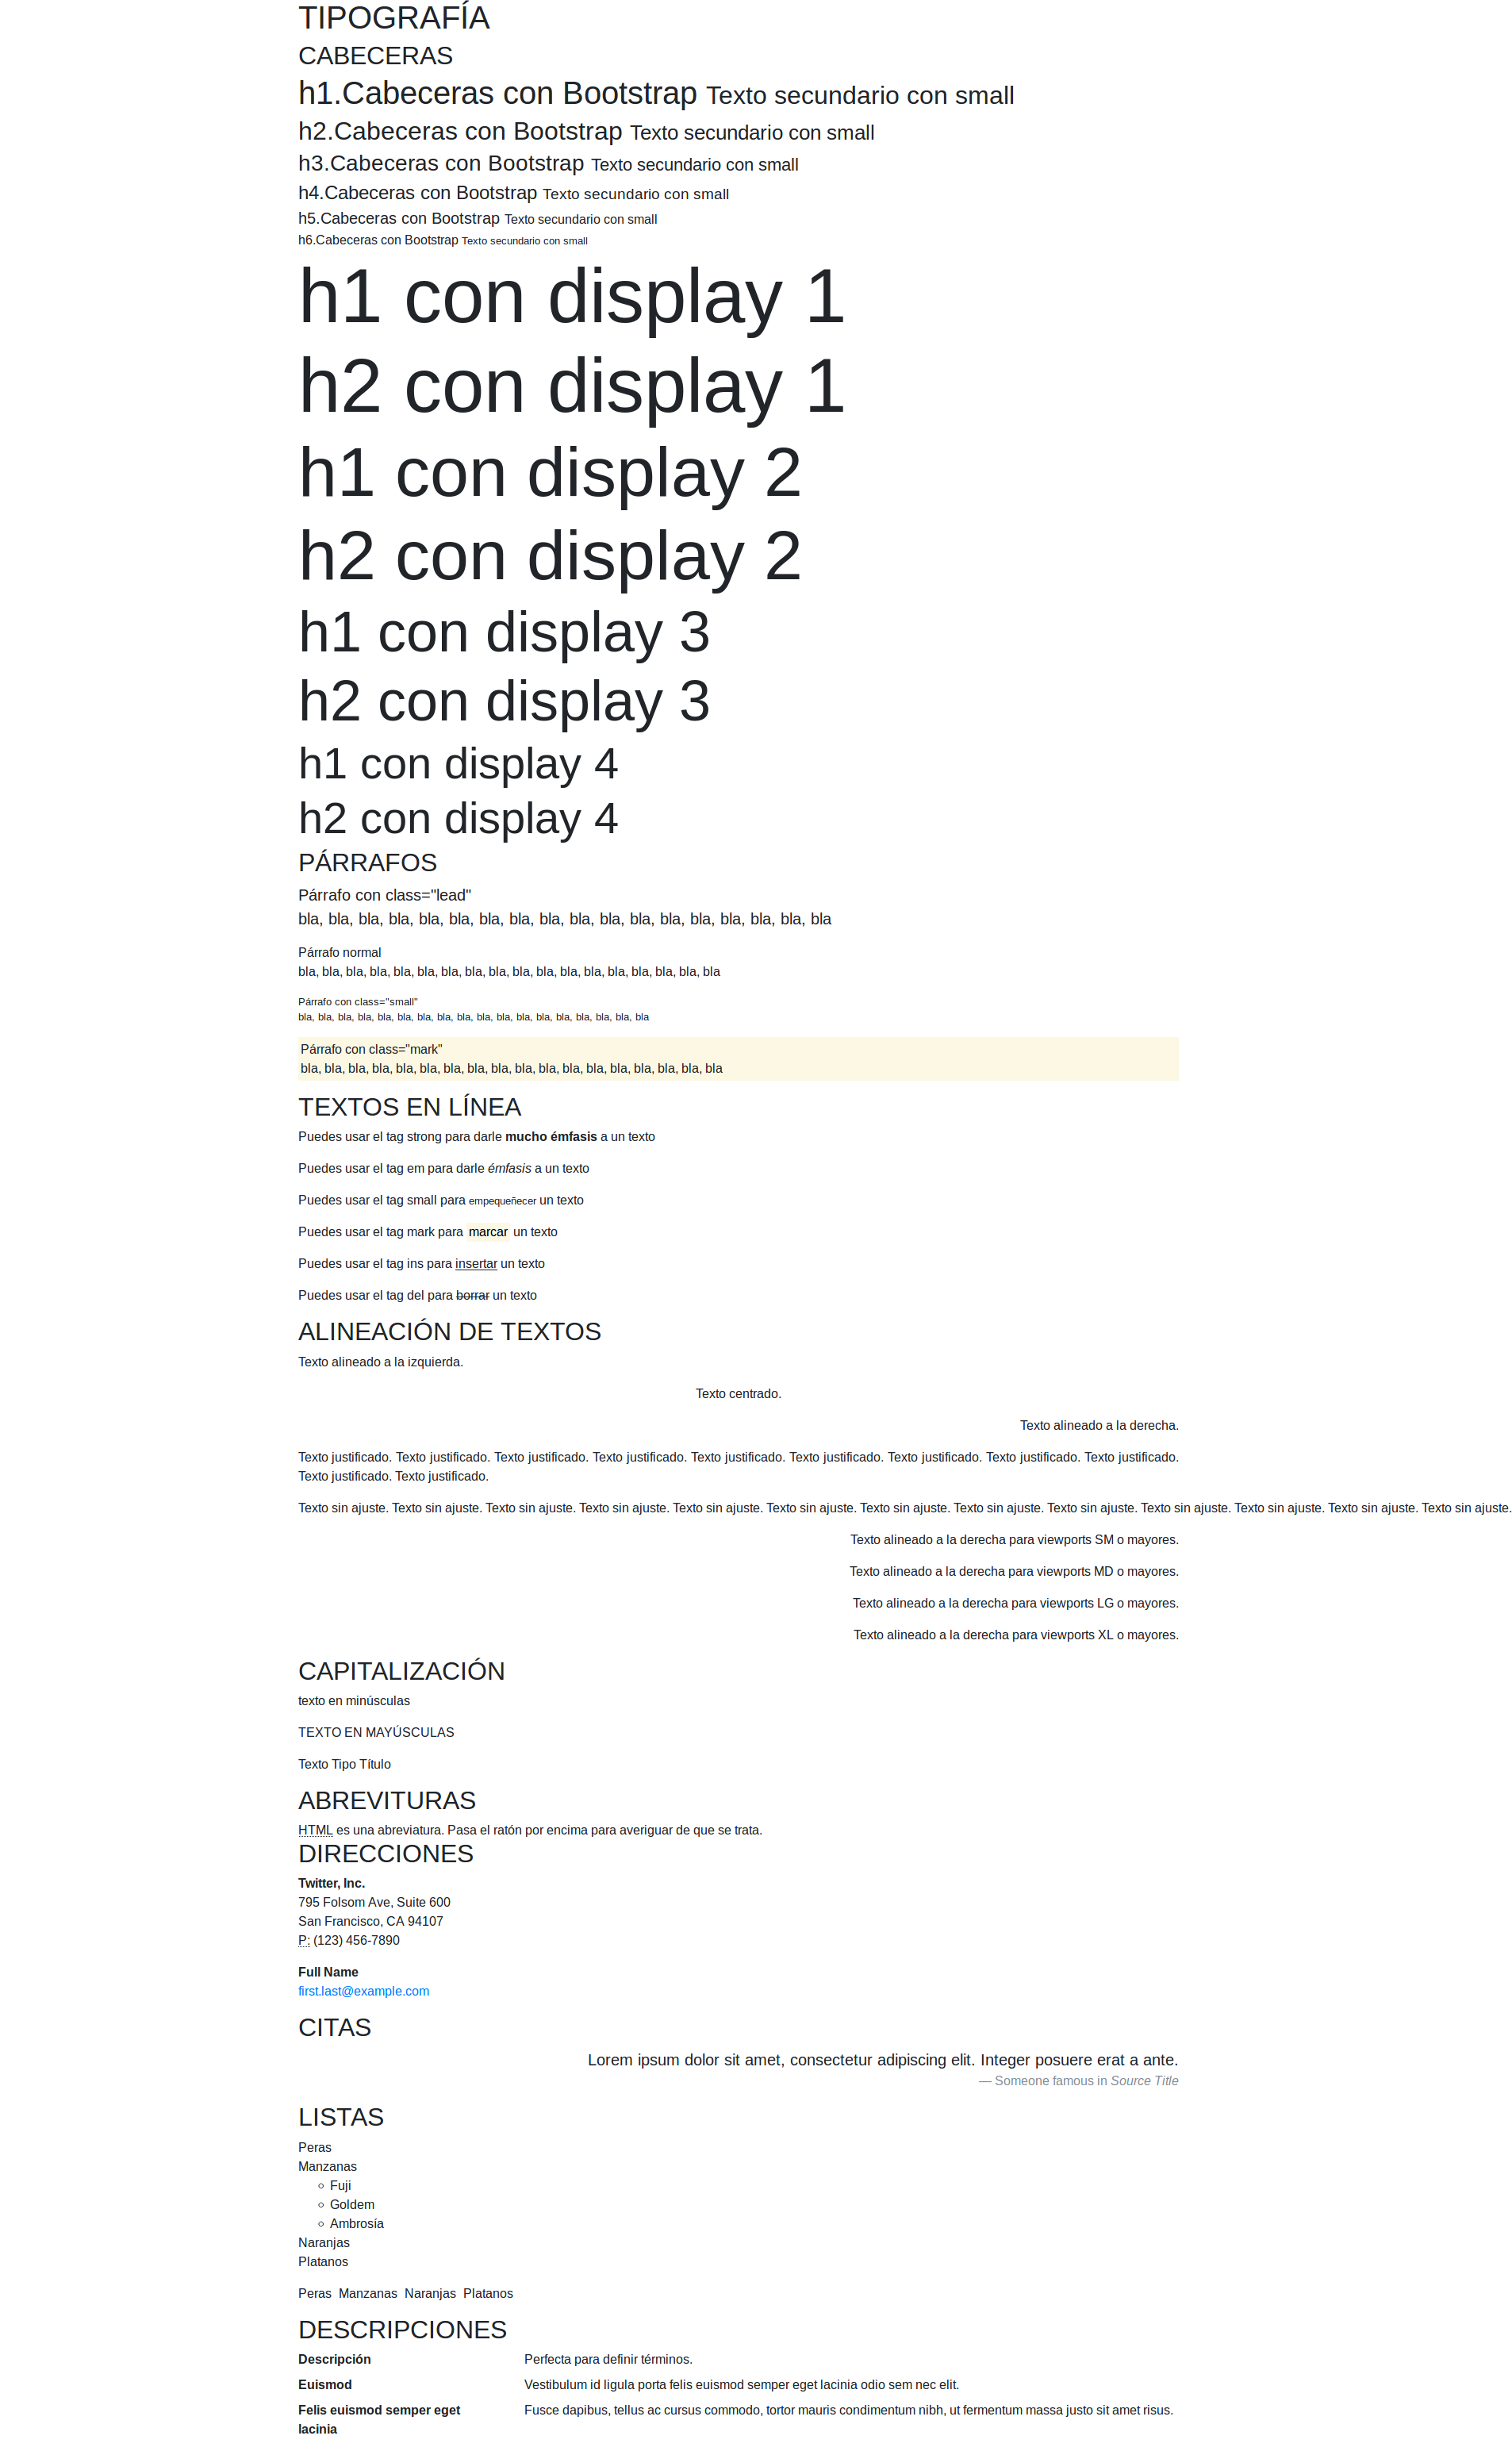 TIPOGRAFÍA
CABECERAS
h1.Cabeceras con Bootstrap Texto secundario con small
h2.Cabeceras con Bootstrap Texto secundario con small
h3.Cabeceras con Bootstrap Texto secundario con small
h4.Cabeceras con Bootstrap Texto secundario con small
h5.Cabeceras con Bootstrap Texto secundario con small
h6.Cabeceras con Bootstrap Texto secundario con small
h1 con display 1
h2 con display 1
h1 con display 2
h2 con display 2
h1 con display 3
h2 con display 3
h1 con display 4
h2 con display 4
PÁRRAFOS
Párrafo con class="lead"
bla, bla, bla, bla, bla, bla, bla, bla, bla, bla, bla, bla, bla, bla, bla, bla, bla, bla
Párrafo normal
bla, bla, bla, bla, bla, bla, bla, bla, bla, bla, bla, bla, bla, bla, bla, bla, bla, bla
Párrafo con class="small"
bla, bla, bla, bla, bla, bla, bla, bla, bla, bla, bla, bla, bla, bla, bla, bla, bla, bla
Párrafo con class="mark"
bla, bla, bla, bla, bla, bla, bla, bla, bla, bla, bla, bla, bla, bla, bla, bla, bla, bla
TEXTOS EN LÍNEA
Puedes usar el tag strong para darle mucho émfasis a un texto
Puedes usar el tag em para darle émfasis a un texto
Puedes usar el tag small para empequeñecer un texto
Puedes usar el tag mark para marcar un texto
Puedes usar el tag ins para insertar un texto
Puedes usar el tag del para borrar un texto
ALINEACIÓN DE TEXTOS
Texto alineado a la izquierda.
Texto centrado.
Texto alineado a la derecha.
Texto justificado. Texto justificado. Texto justificado. Texto justificado. Texto justificado. Texto justificado. Texto justificado. Texto justificado. Texto justificado.
Texto justificado. Texto justificado.
Texto sin ajuste. Texto sin ajuste. Texto sin ajuste. Texto sin ajuste. Texto sin ajuste. Texto sin ajuste. Texto sin ajuste. Texto sin ajuste. Texto sin ajuste. Texto sin ajuste. Texto sin ajuste. Texto sin ajuste. Texto sin ajuste.
Texto alineado a la derecha para viewports SM o mayores.
Texto alineado a la derecha para viewports MD o mayores.
Texto alineado a la derecha para viewports LG o mayores.
Texto alineado a la derecha para viewports XL o mayores.
CAPITALIZACIÓN
texto en minúsculas
TEXTO EN MAYÚSCULAS
Texto Tipo Título
ABREVITURAS
HTML es una abreviatura. Pasa el ratón por encima para averiguar de que se trata.
DIRECCIONES
Twitter, Inc.
795 Folsom Ave, Suite 600
San Francisco, CA 94107
P: (123) 456-7890
Full Name
first.last@example.com
CITAS
Lorem ipsum dolor sit amet, consectetur adipiscing elit. Integer posuere erat a ante.
— Someone famous in Source Title
LISTAS
Peras
Manzanas
Fuji
Goldem
Ambrosía
Naranjas
Platanos
Peras Manzanas Naranjas Platanos
DESCRIPCIONES
Descripción Perfecta para definir términos.
Euismod Vestibulum id ligula porta felis euismod semper eget lacinia odio sem nec elit.
Felis euismod semper eget Fusce dapibus, tellus ac cursus commodo, tortor mauris condimentum nibh, ut fermentum massa justo sit amet risus.
lacinia